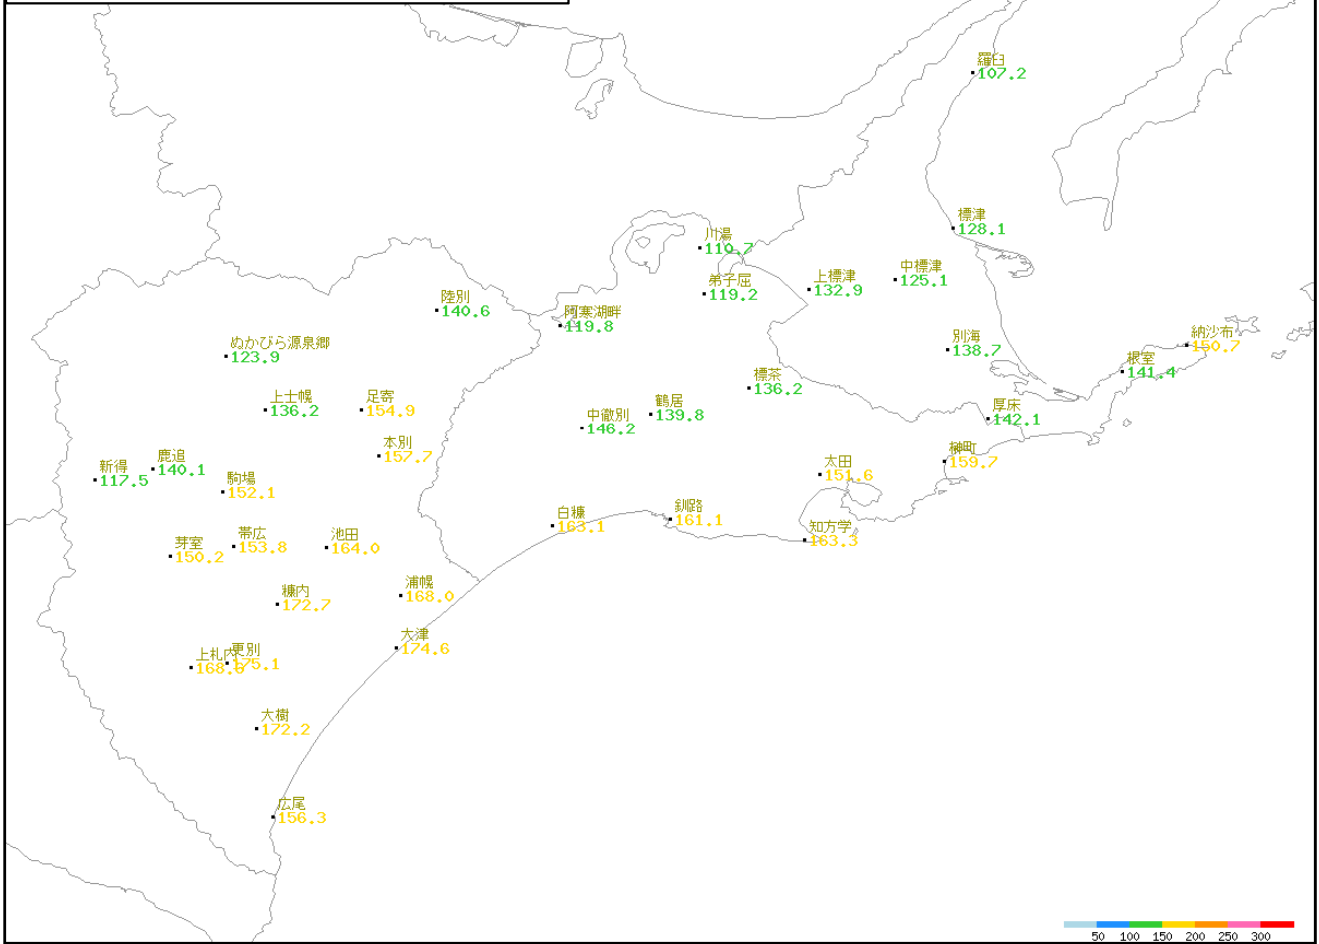 羅臼
107.2
標津
128.1
川湯
110.7
中標津
125.1
上標津
132.9
弟子屈
119.2
陸別
140.6
阿寒湖畔
119.8
納沙布
150.7
ぬかびら源泉郷
123.9
別海
138.7
根室
141.4
標茶
136.2
上士幌
136.2
足寄
154.9
鶴居
139.8
厚床
142.1
中徹別
146.2
本別
157.7
榊町
159.7
鹿追
140.1
新得
117.5
太田
151.6
駒場
152.1
釧路
161.1
白糠
163.1
知方学
163.3
帯広
153.8
池田
164.0
芽室
150.2
浦幌
168.0
糠内
172.7
大津
174.6
更別
175.1
上札内
168.6
大樹
172.2
広尾
156.3
50 100 150 200 250 300